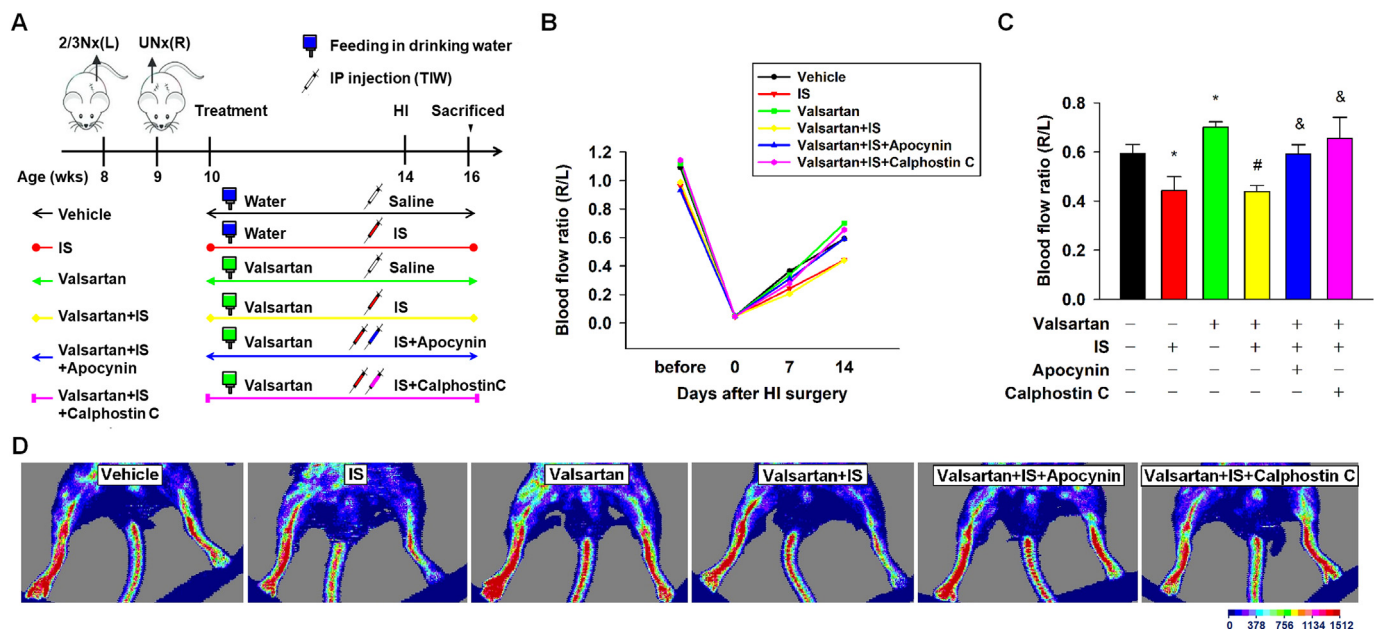 A
2/3Nx(L) UNx(R)
Feeding in drinking water
IP injection (TIW)
Treatment HI Sacrificed
Age (wks) 8 9 10 14 16
Vehicle Water Saline
IS Water IS
Valsartan Valsartan Saline
Valsartan+IS Valsartan IS
Valsartan+IS
+Apocynin Valsartan IS+Apocynin
Valsartan+IS
+Calphostin C Valsartan IS+CalphostinC
B
Vehicle
IS
Valsartan
Valsartan+IS
Valsartan+IS+Apocynin
Valsartan+IS+Calphostin C
Blood flow ratio (R/L)
1.2
1.0
0.8
0.6
0.4
0.2
0.0
before 0 7 14
Days after HI surgery
C
Blood flow ratio (R/L)
0.8
0.6
0.4
0.2
0.0
* * # & &
Valsartan – – + + + +
IS – + – + + +
Apocynin – – – – + –
Calphostin C – – – – – +
D
Vehicle IS Valsartan Valsartan+IS Valsartan+IS+Apocynin Valsartan+IS+Calphostin C
0 378 756 1134 1512